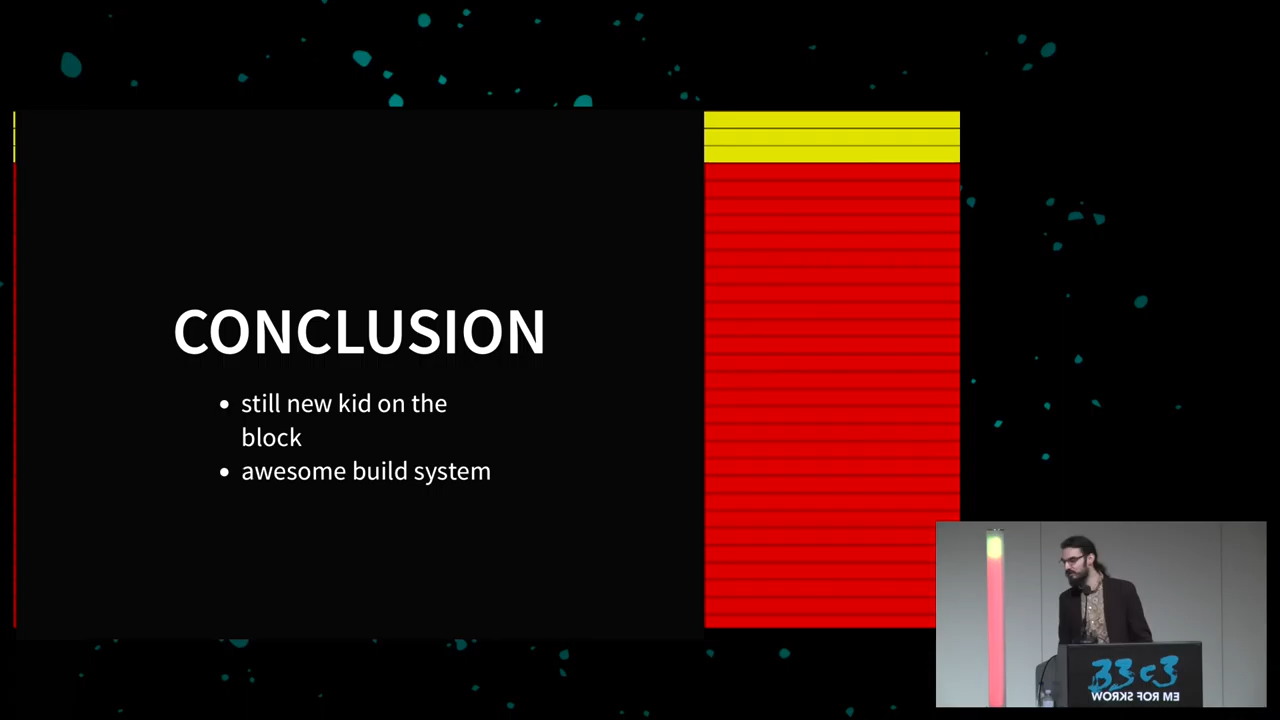 CONCLUSION
still new kid on the
block
awesome build system
33c3
WORKS FOR ME